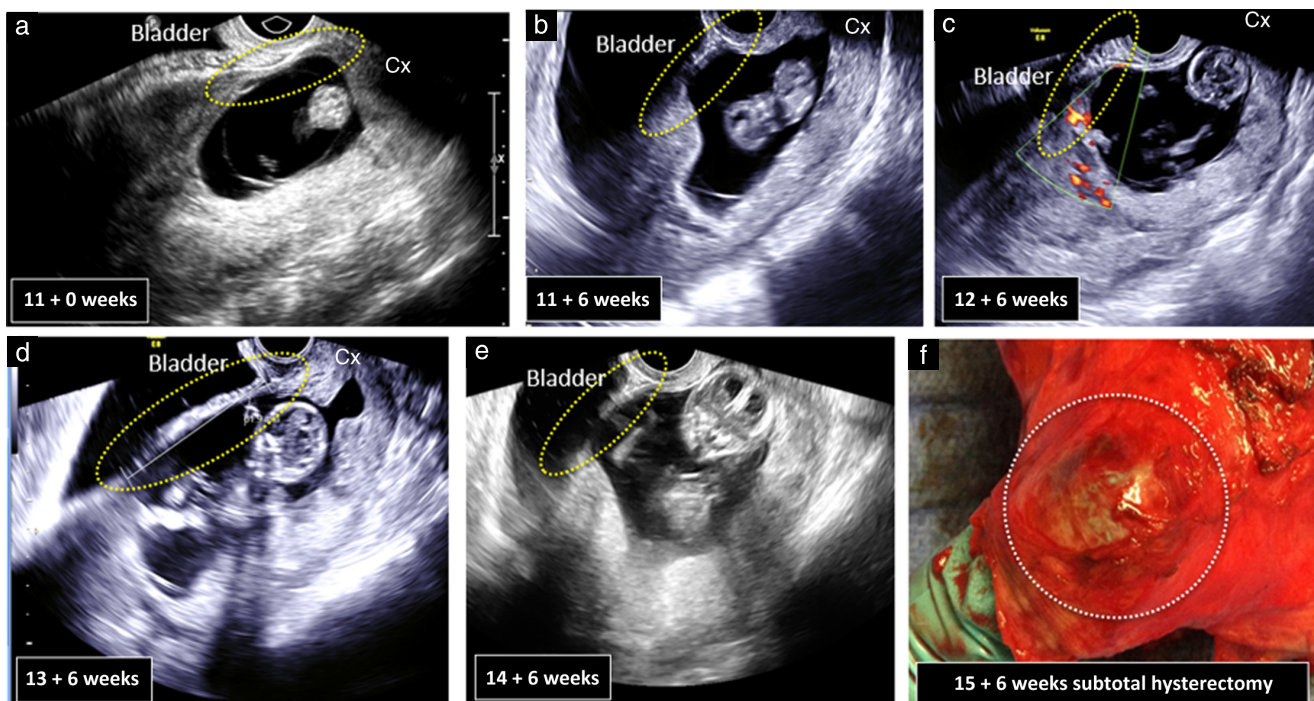 a
Bladder
Cx
11 + 0 weeks
b
Bladder
Cx
11 + 6 weeks
c
Cx
Bladder
12 + 6 weeks
d
Bladder
Cx
13 + 6 weeks
e
Bladder
14 + 6 weeks
f
15 + 6 weeks subtotal hysterectomy